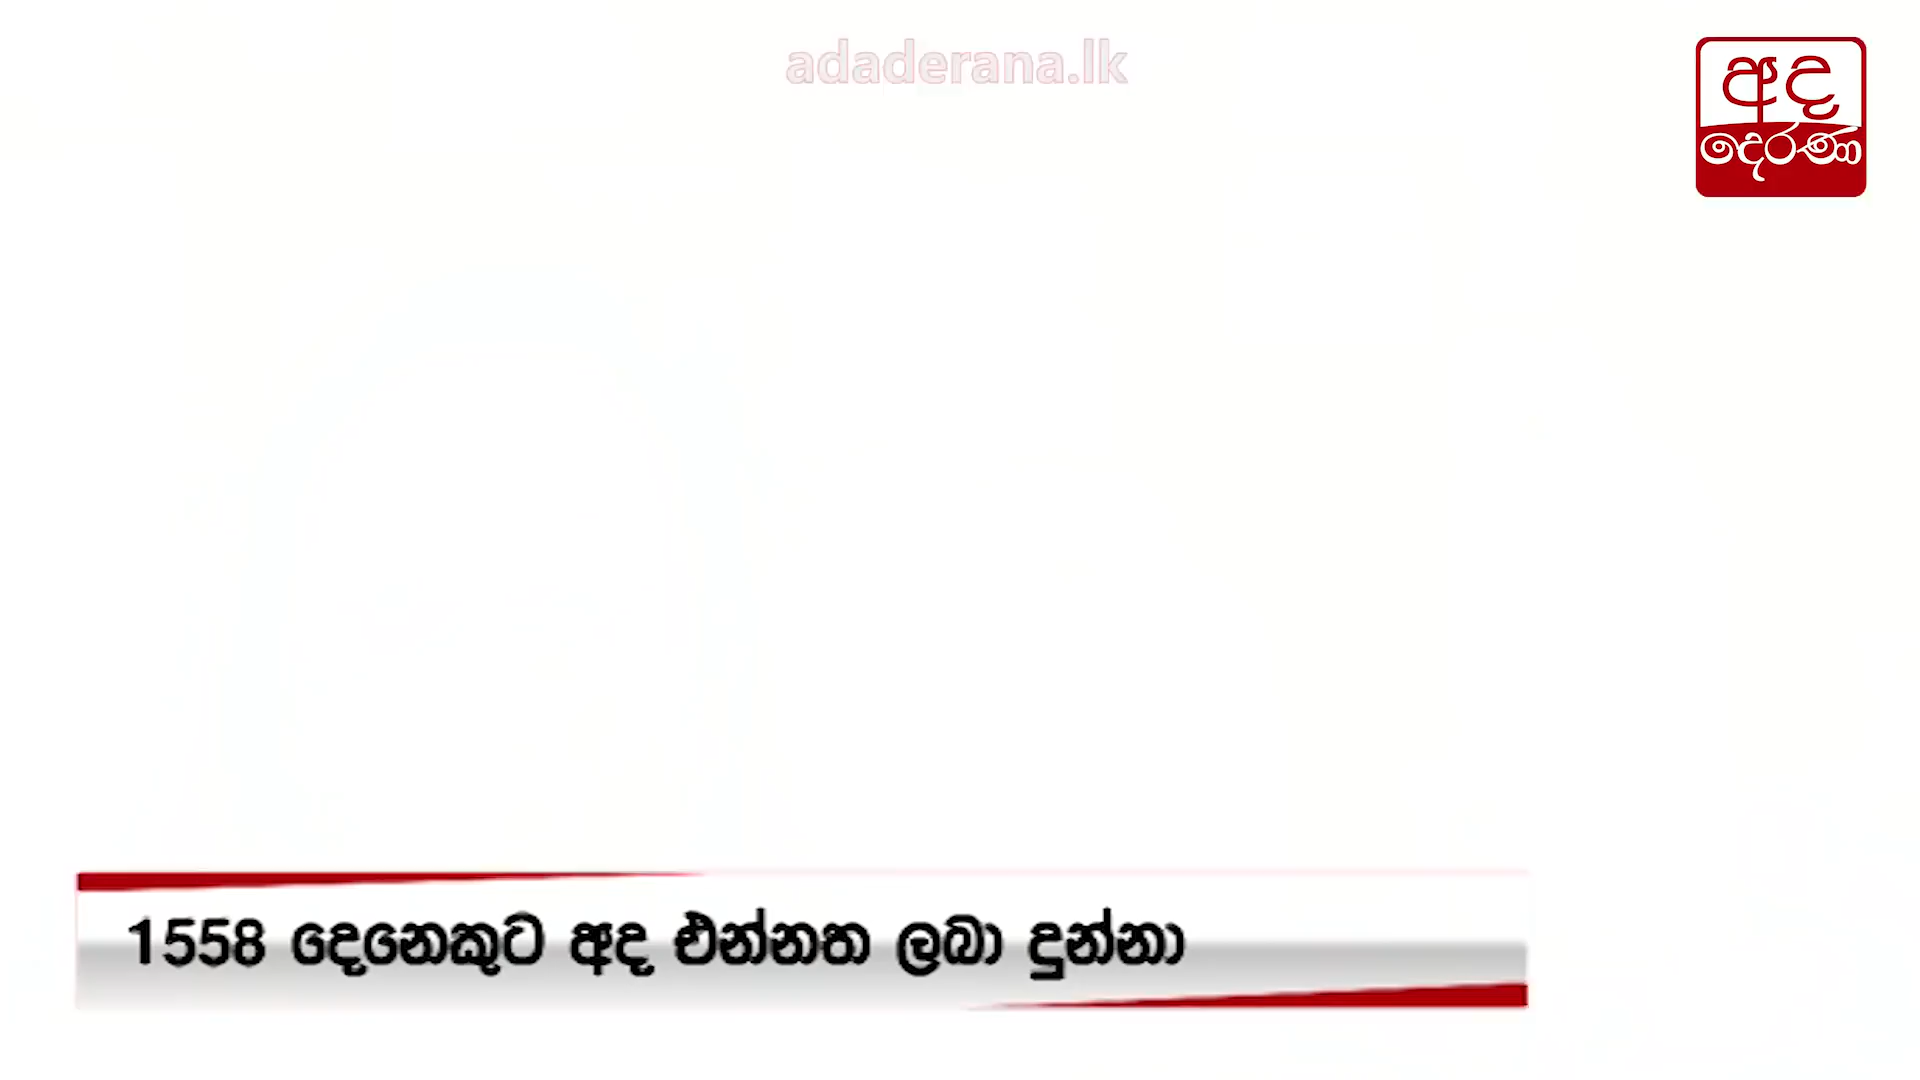 adaderana.lk
අද
දෙරණ
1558 දෙනෙකුට අද එන්නත ලබා දුන්නා